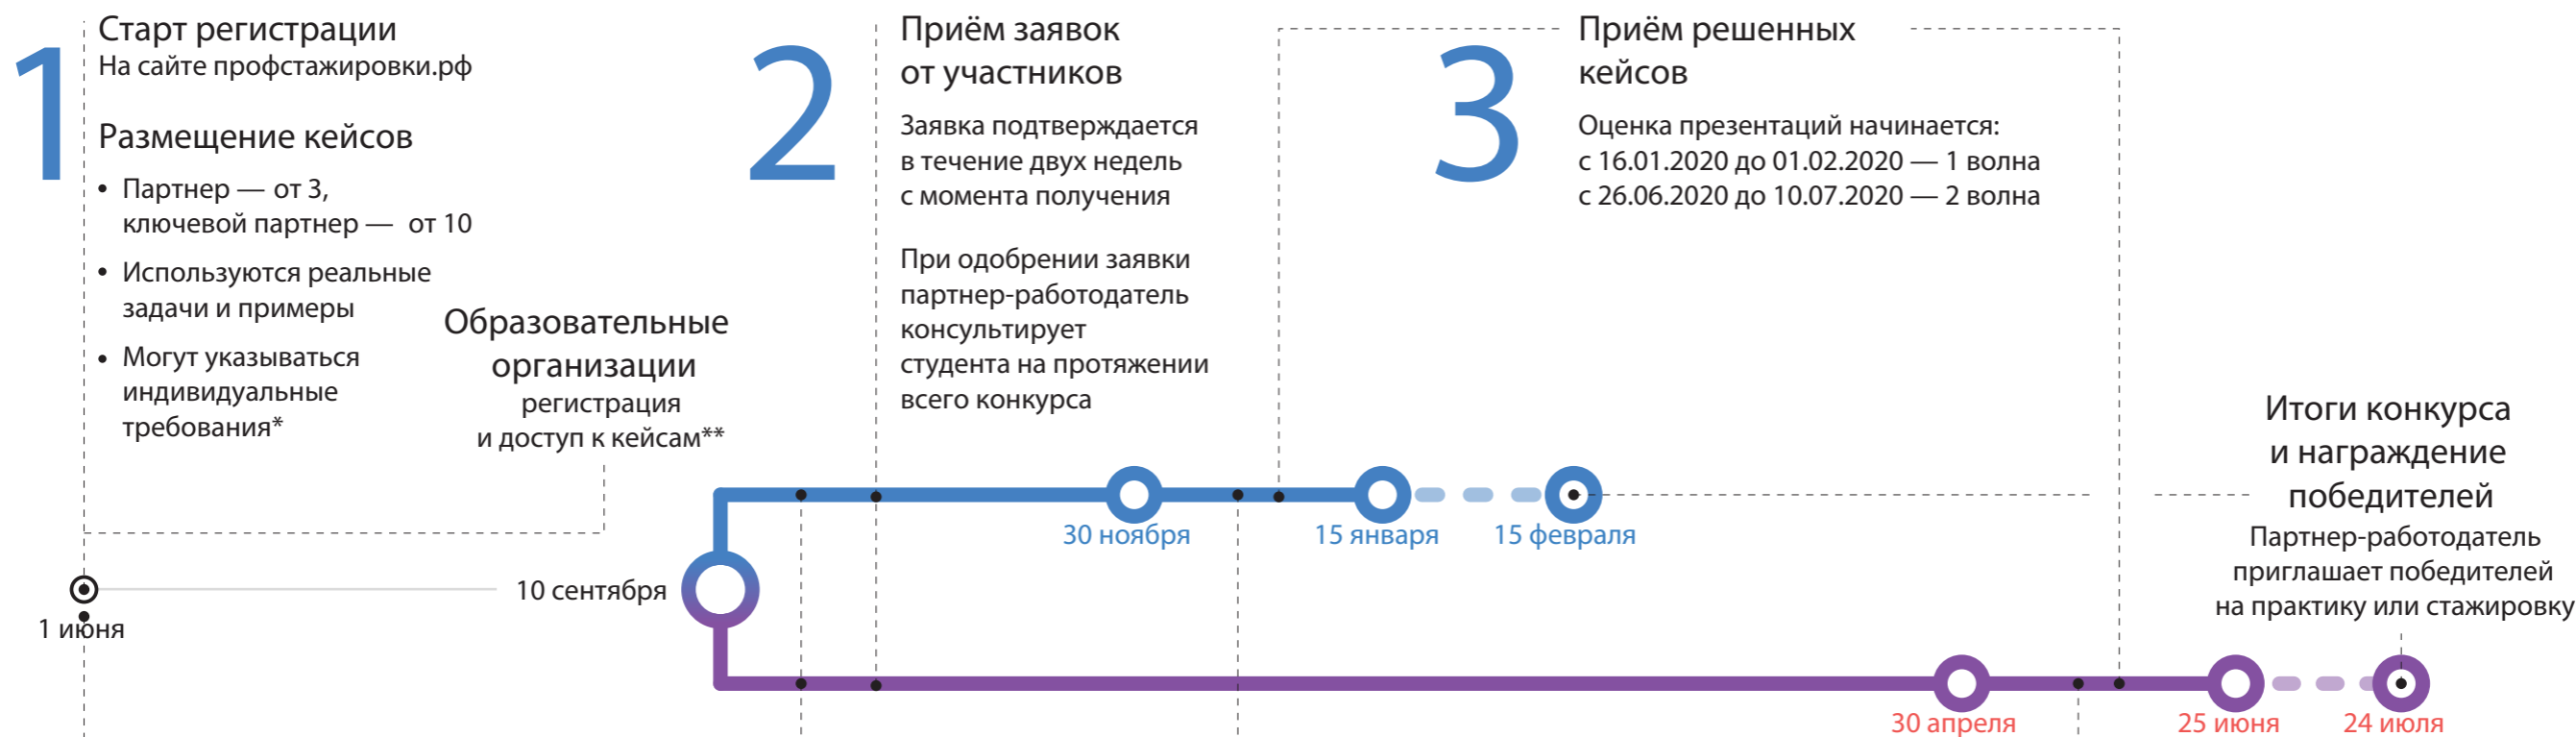 1
Старт регистрации
На сайте профстажировки.рф
Размещение кейсов
• Партнер — от 3,
ключевой партнер — от 10
• Используются реальные
задачи и примеры
• Могут указываться
индивидуальные
требования*
Образовательные
организации
регистрация
и доступ к кейсам**
2
Приём заявок
от участников
Заявка подтверждается
в течение двух недель
с момента получения
При одобрении заявки
партнер-работодатель
консультирует
студента на протяжении
всего конкурса
3
Приём решенных
кейсов
Оценка презентаций начинается:
с 16.01.2020 до 01.02.2020 — 1 волна
с 26.06.2020 до 10.07.2020 — 2 волна
Итоги конкурса
и награждение
победителей
Партнер-работодатель
приглашает победителей
на практику или стажировку
30 ноября
15 января
15 февраля
10 сентября
1 июня
30 апреля
25 июня
24 июля